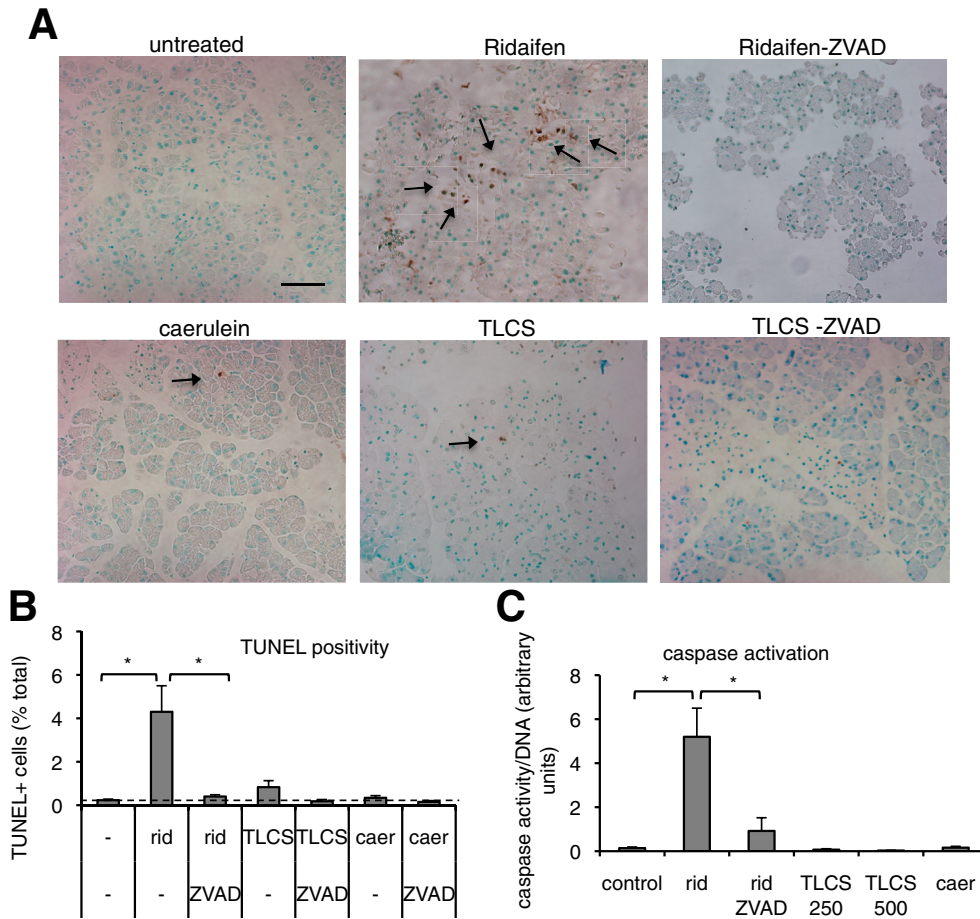 A
untreated
Ridaifen
Ridaifen-ZVAD
caerulein
TLCS
TLCS -ZVAD
B
TUNEL positivity
TUNEL+ cells (% total)
8
6
4
2
0
* *
- rid rid TLCS TLCS caer caer
- - ZVAD - ZVAD - ZVAD
C
caspase activation
caspase activity/DNA (arbitrary
units)
8
6
4
2
0
* *
control rid rid TLCS TLCS caer
ZVAD 250 500